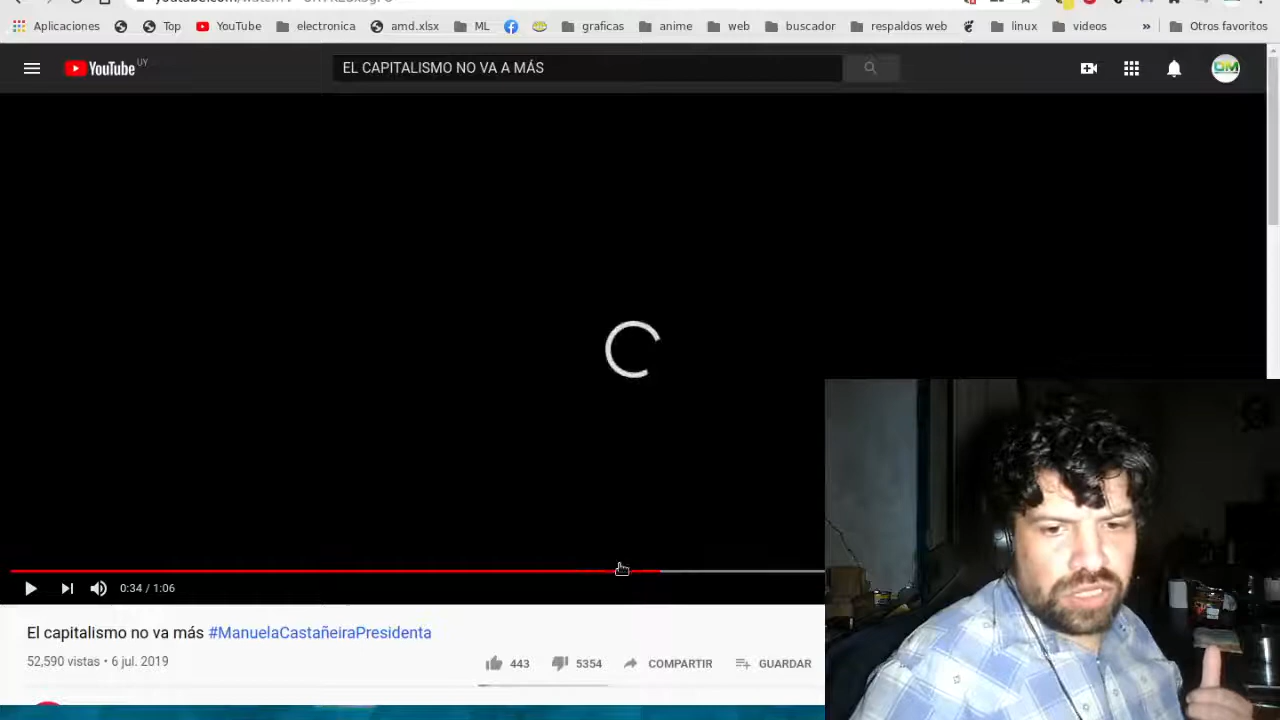 Aplicaciones Top YouTube electronica amd.xlsx ML graficas anime web buscador respaldos web linux videos » Otros favoritos
YouTube UY EL CAPITALISMO NO VA A MÁS
0:34 / 1:06
El capitalismo no va más #ManuelaCastañeiraPresidenta
52,590 vistas • 6 jul. 2019 443 5354 COMPARTIR GUARDAR